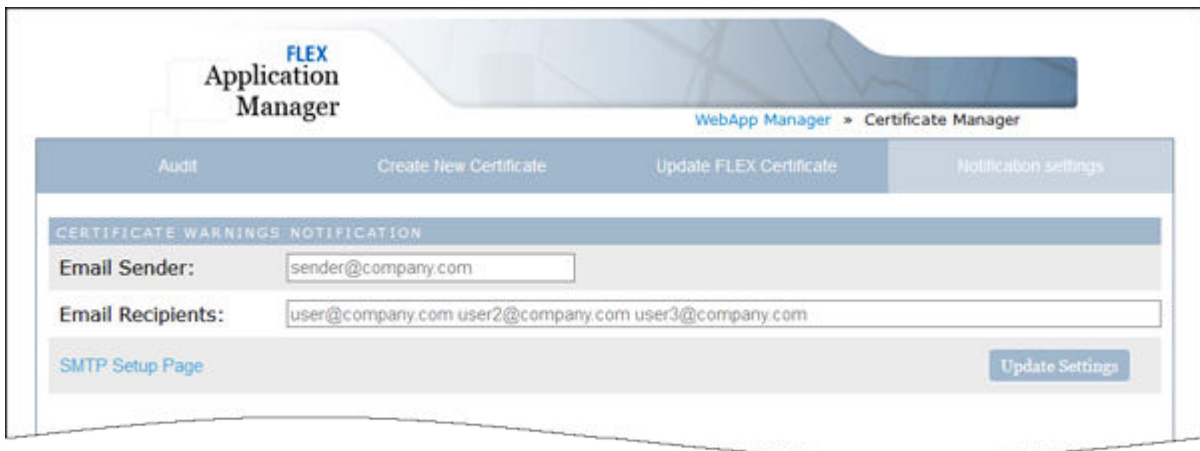 FLEX
Application
Manager
WebApp Manager » Certificate Manager
Audit Create New Certificate Update FLEX Certificate Notification settings
CERTIFICATE WARNINGS NOTIFICATION
Email Sender: sender@company.com
Email Recipients: user@company.com user2@company.com user3@company.com
SMTP Setup Page Update Settings